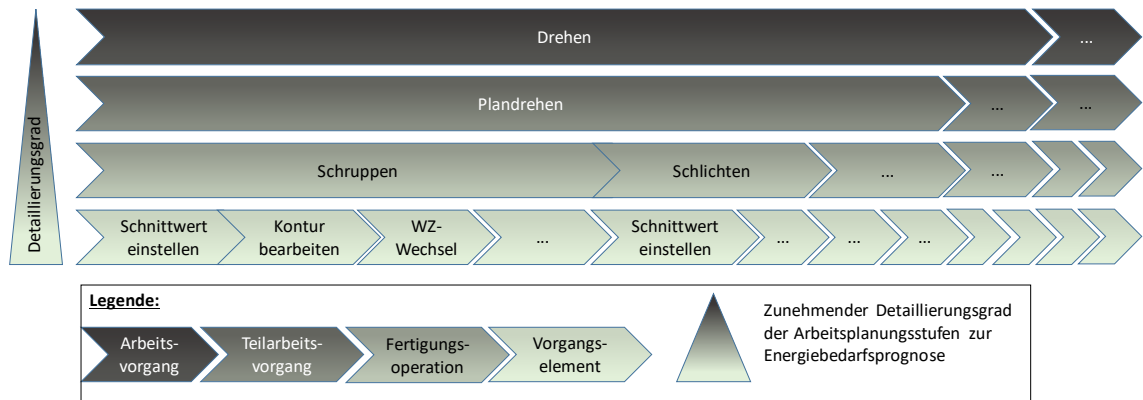 Detaillierungsgrad
Drehen
...
Plandrehen
...
...
Schruppen
Schlichten
...
...
Schnittwert
einstellen
Kontur
bearbeiten
WZ-
Wechsel
...
Schnittwert
einstellen
...
...
...
Legende:
Arbeits-
vorgang
Teilarbeits-
vorgang
Fertigungs-
operation
Vorgangs-
element
Zunehmender Detaillierungsgrad
der Arbeitsplanungsstufen zur
Energiebedarfsprognose